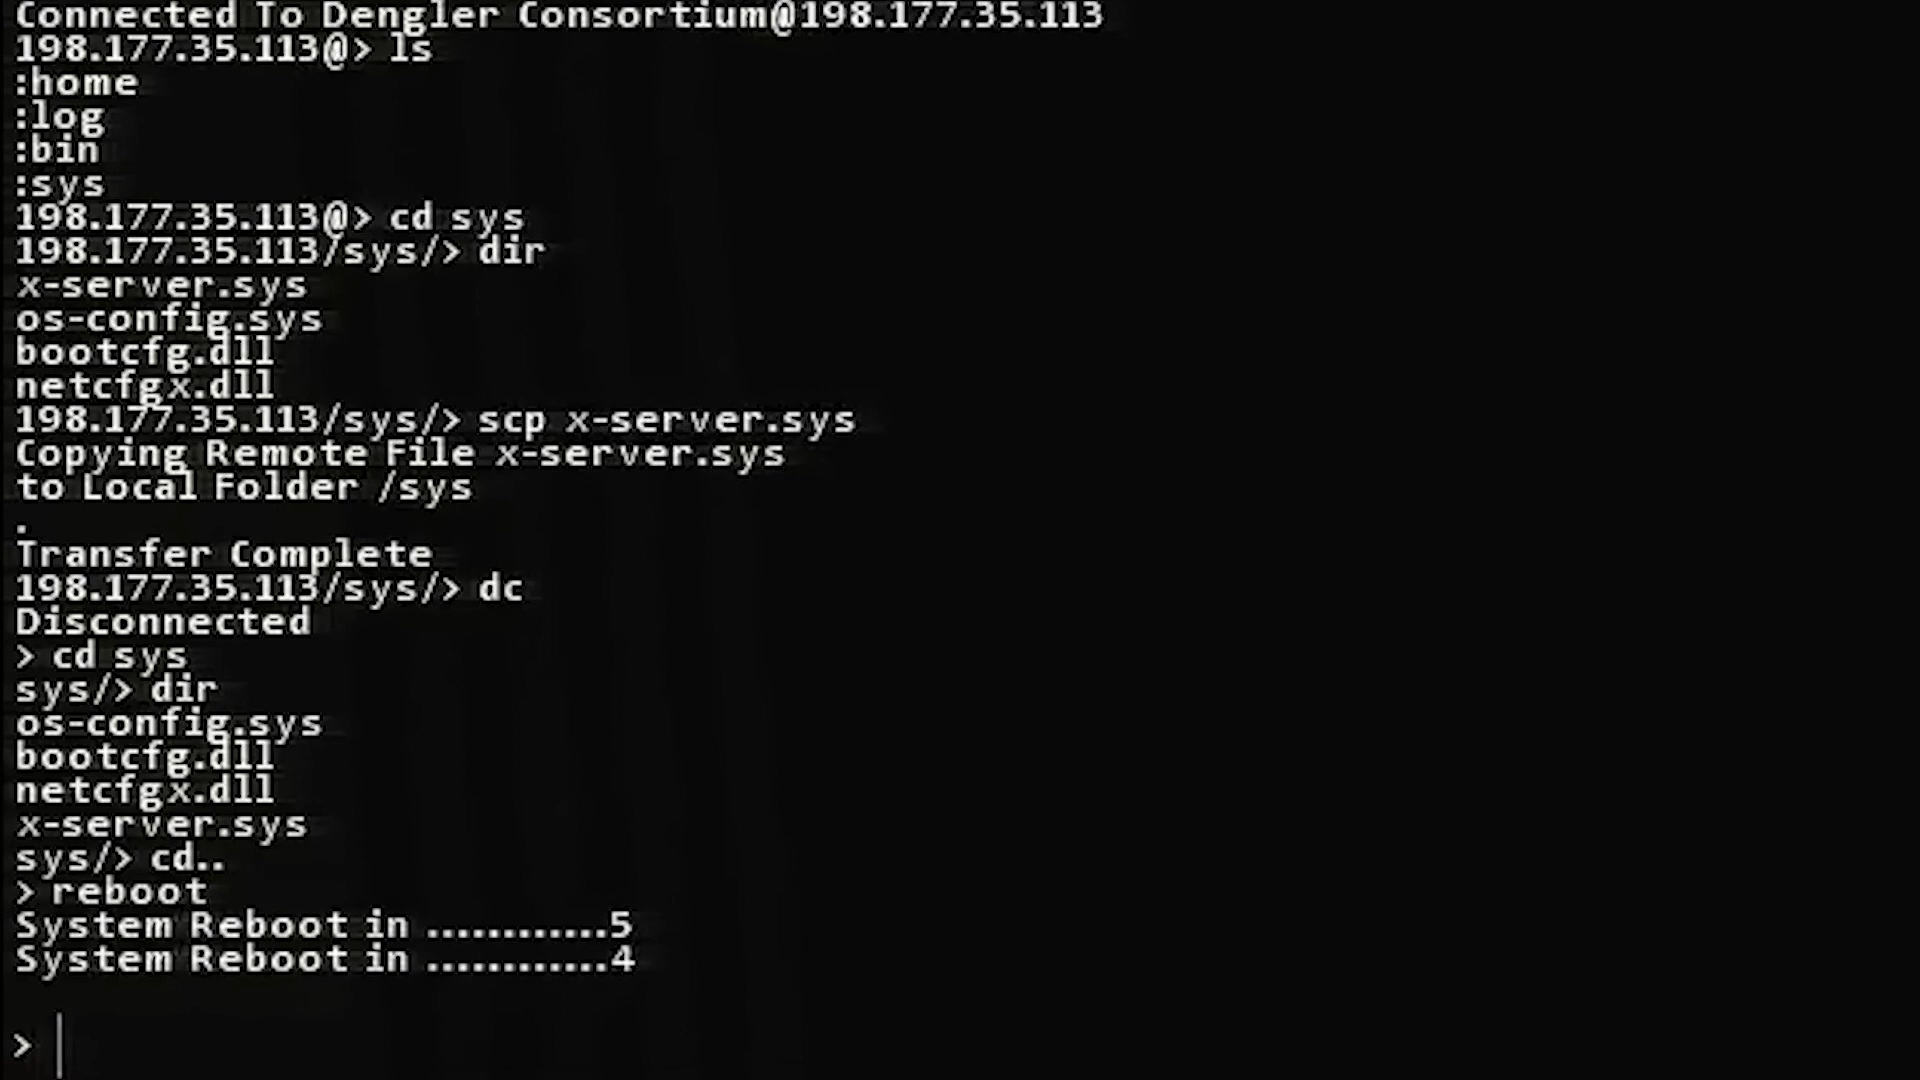 Connected To Dengler Consortium@198.177.35.113
198.177.35.113@> ls
:home
:log
:bin
:sys
198.177.35.113@> cd sys
198.177.35.113/sys/> dir
x-server.sys
os-config.sys
bootcfg.dll
netcfgx.dll
198.177.35.113/sys/> scp x-server.sys
Copying Remote File x-server.sys
to Local Folder /sys
.
Transfer Complete
198.177.35.113/sys/> dc
Disconnected
> cd sys
sys/> dir
os-config.sys
bootcfg.dll
netcfgx.dll
x-server.sys
sys/> cd..
> reboot
System Reboot in ............5
System Reboot in ............4
>